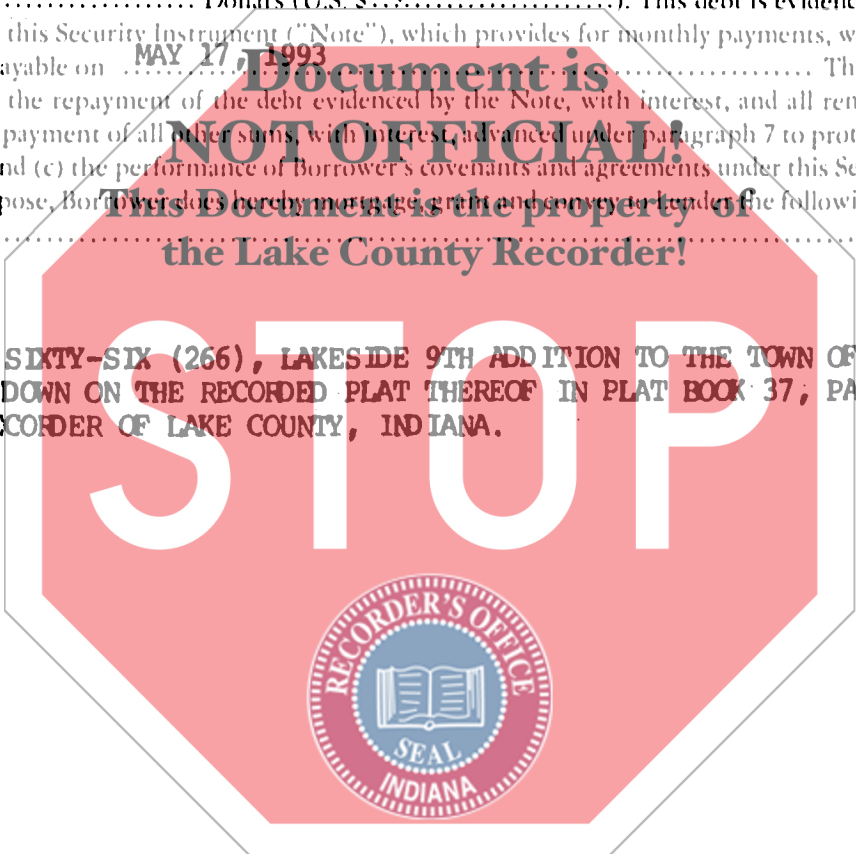 Dollars (U.S. $ ). This debt is evidenc
this Security Instrument ("Note"), which provides for monthly payments, w
ayable on MAY 17, 1993 Th
the repayment of the debt evidenced by the Note, with interest, and all ren
payment of all other sums, with interest, advanced under paragraph 7 to prot
nd (c) the performance of Borrower's covenants and agreements under this Se
pose, Borrower does hereby mortgage, grant and convey to Lender the followi
Document is
NOT OFFICIAL!
This Document is the property of
the Lake County Recorder!
SIXTY-SIX (266), LAKESIDE 9TH ADDITION TO THE TOWN OF
DOWN ON THE RECORDED PLAT THEREOF IN PLAT BOOK 37, PA
CORDER OF LAKE COUNTY, INDIANA.
STOP
RECORDER'S OFFICE
SEAL
INDIANA